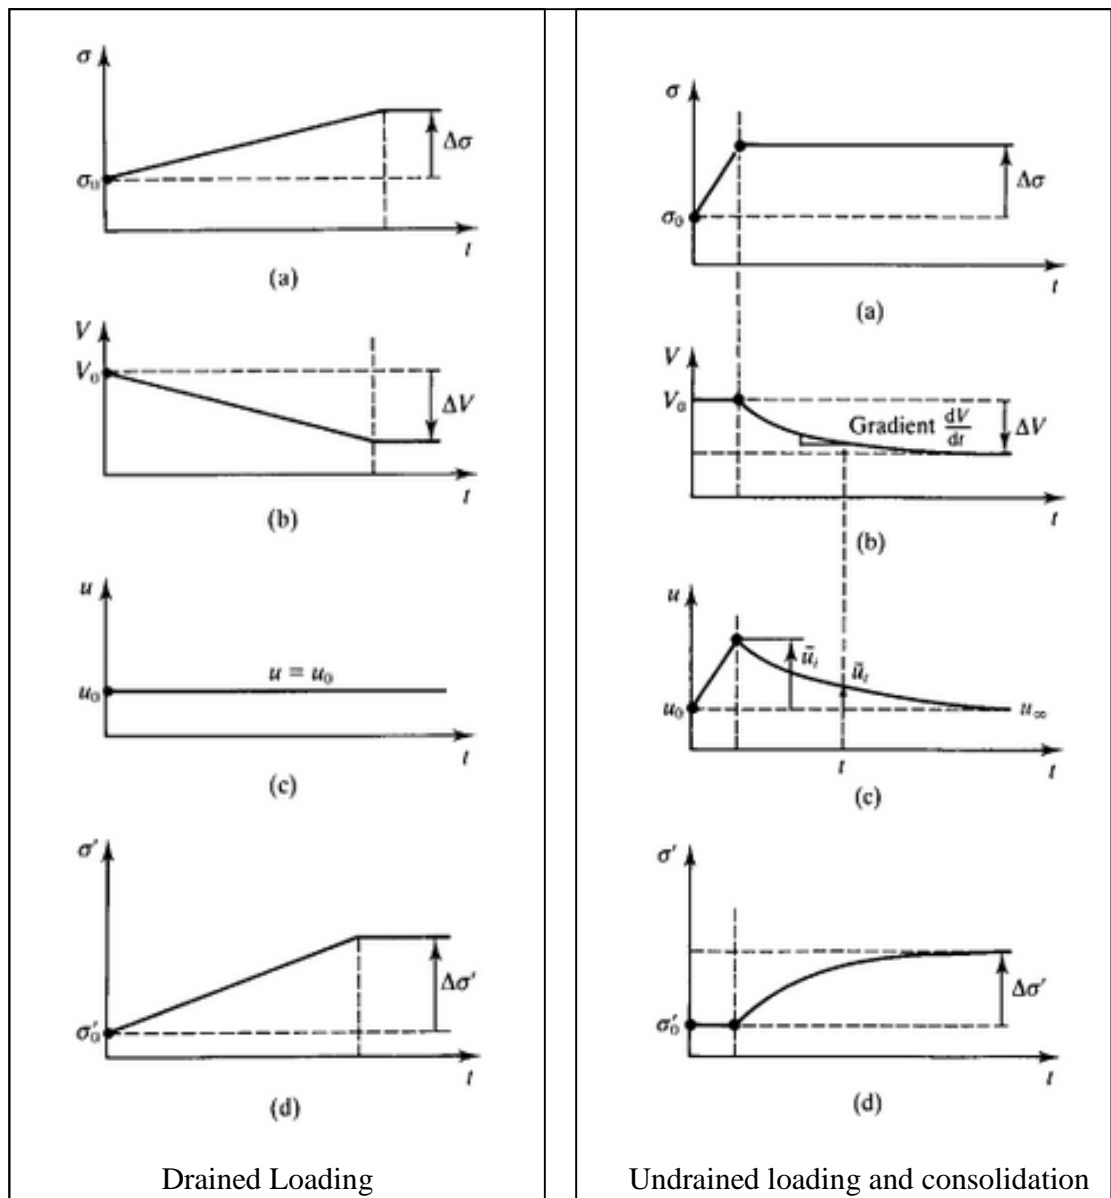 σ
Δσ
σ₀
t
(a)
V
V₀
ΔV
t
(b)
u
u = u₀
u₀
t
(c)
σ′
Δσ′
σ′₀
t
(d)
Drained Loading
σ
Δσ
σ₀
t
(a)
V
V₀
Gradient dV/dt
ΔV
t
(b)
u
ūᵢ
ūₜ
u₀
u∞
t
t
(c)
σ′
Δσ′
σ′₀
t
(d)
Undrained loading and consolidation